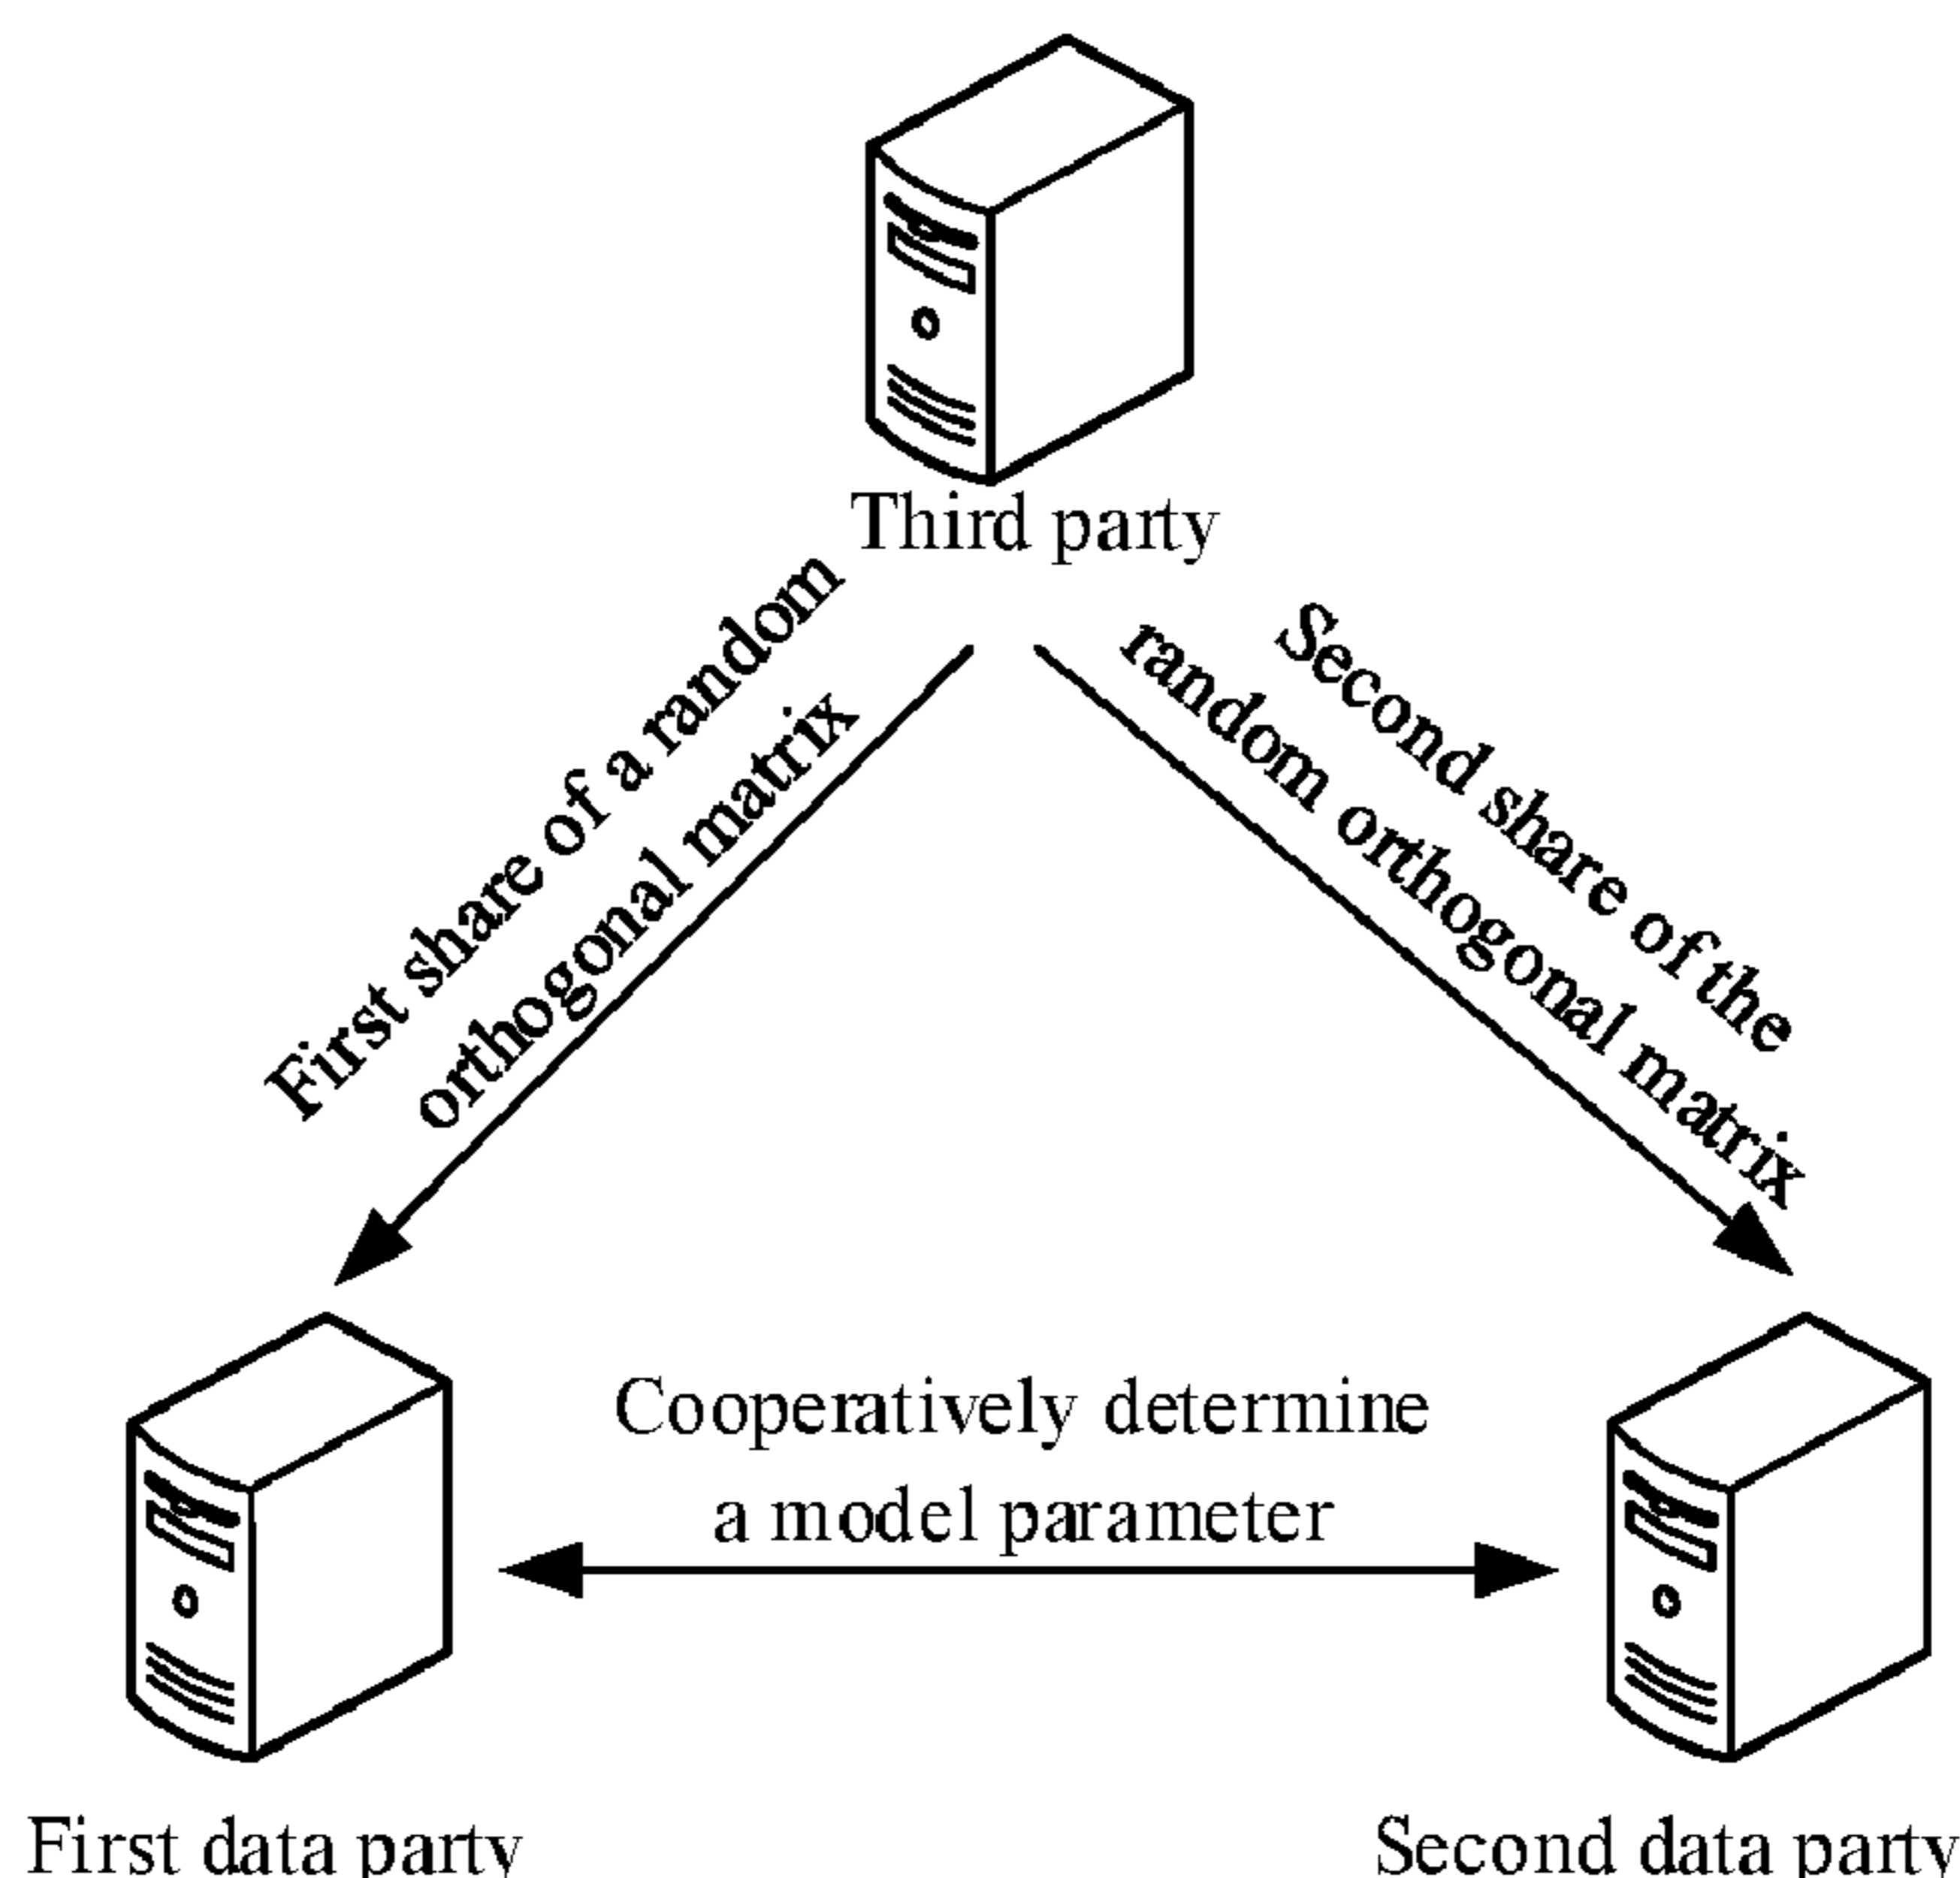 Third party
First share of a random
orthogonal matrix
Second share of the
random orthogonal matrix
Cooperatively determine
a model parameter
First data party
Second data party